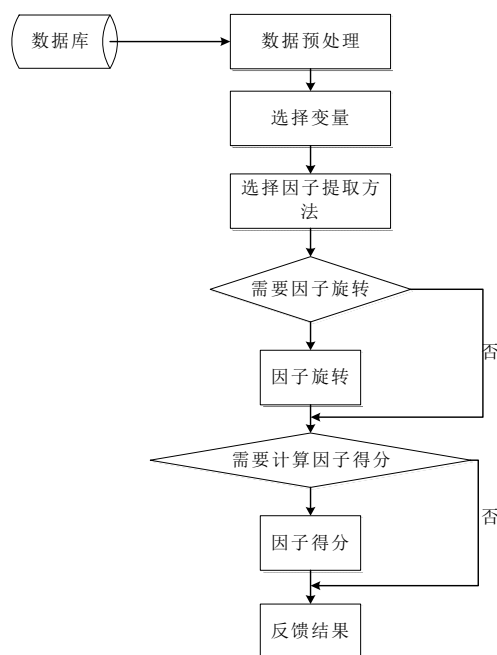 数据库
数据预处理
选择变量
选择因子提取方
法
需要因子旋转
否
因子旋转
需要计算因子得分
否
因子得分
反馈结果